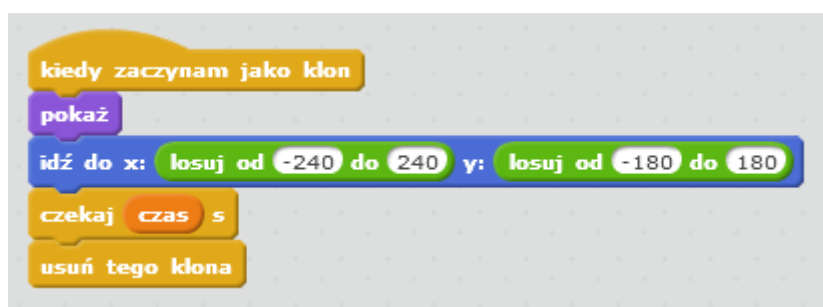 kiedy zaczynam jako klon
pokaż
idź do x: losuj od -240 do 240 y: losuj od -180 do 180
czekaj czas s
usuń tego klona